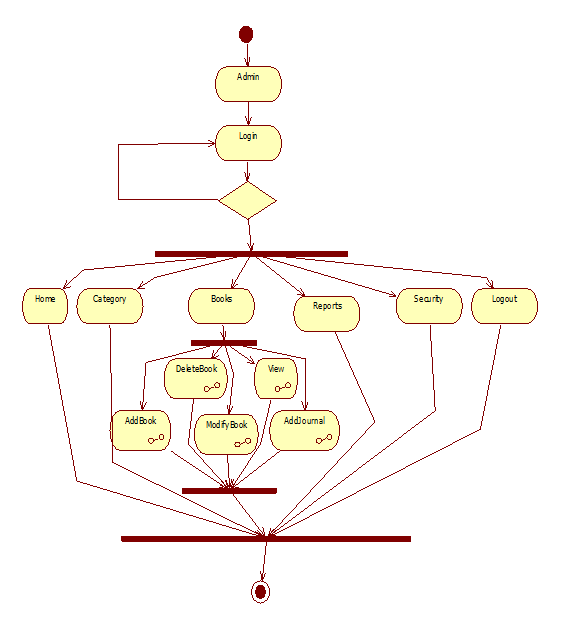 Admin
Login
Home
Category
Books
Reports
Security
Logout
DeleteBook
View
AddBook
ModifyBook
AddJournal